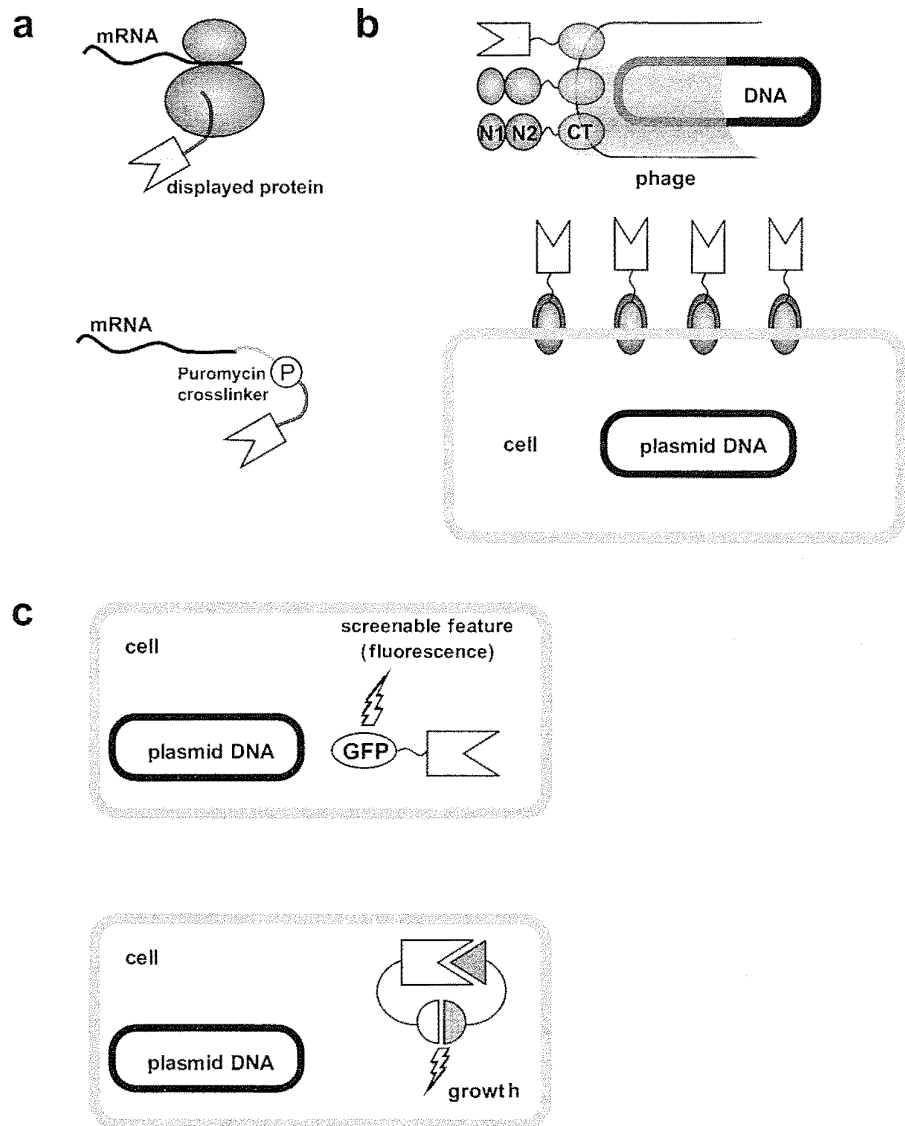 a
mRNA
displayed protein
mRNA
Puromycin
crosslinker
P
b
N1 N2
CT
DNA
phage
cell
plasmid DNA
c
cell
screenable feature
(fluorescence)
plasmid DNA
GFP
cell
plasmid DNA
growth